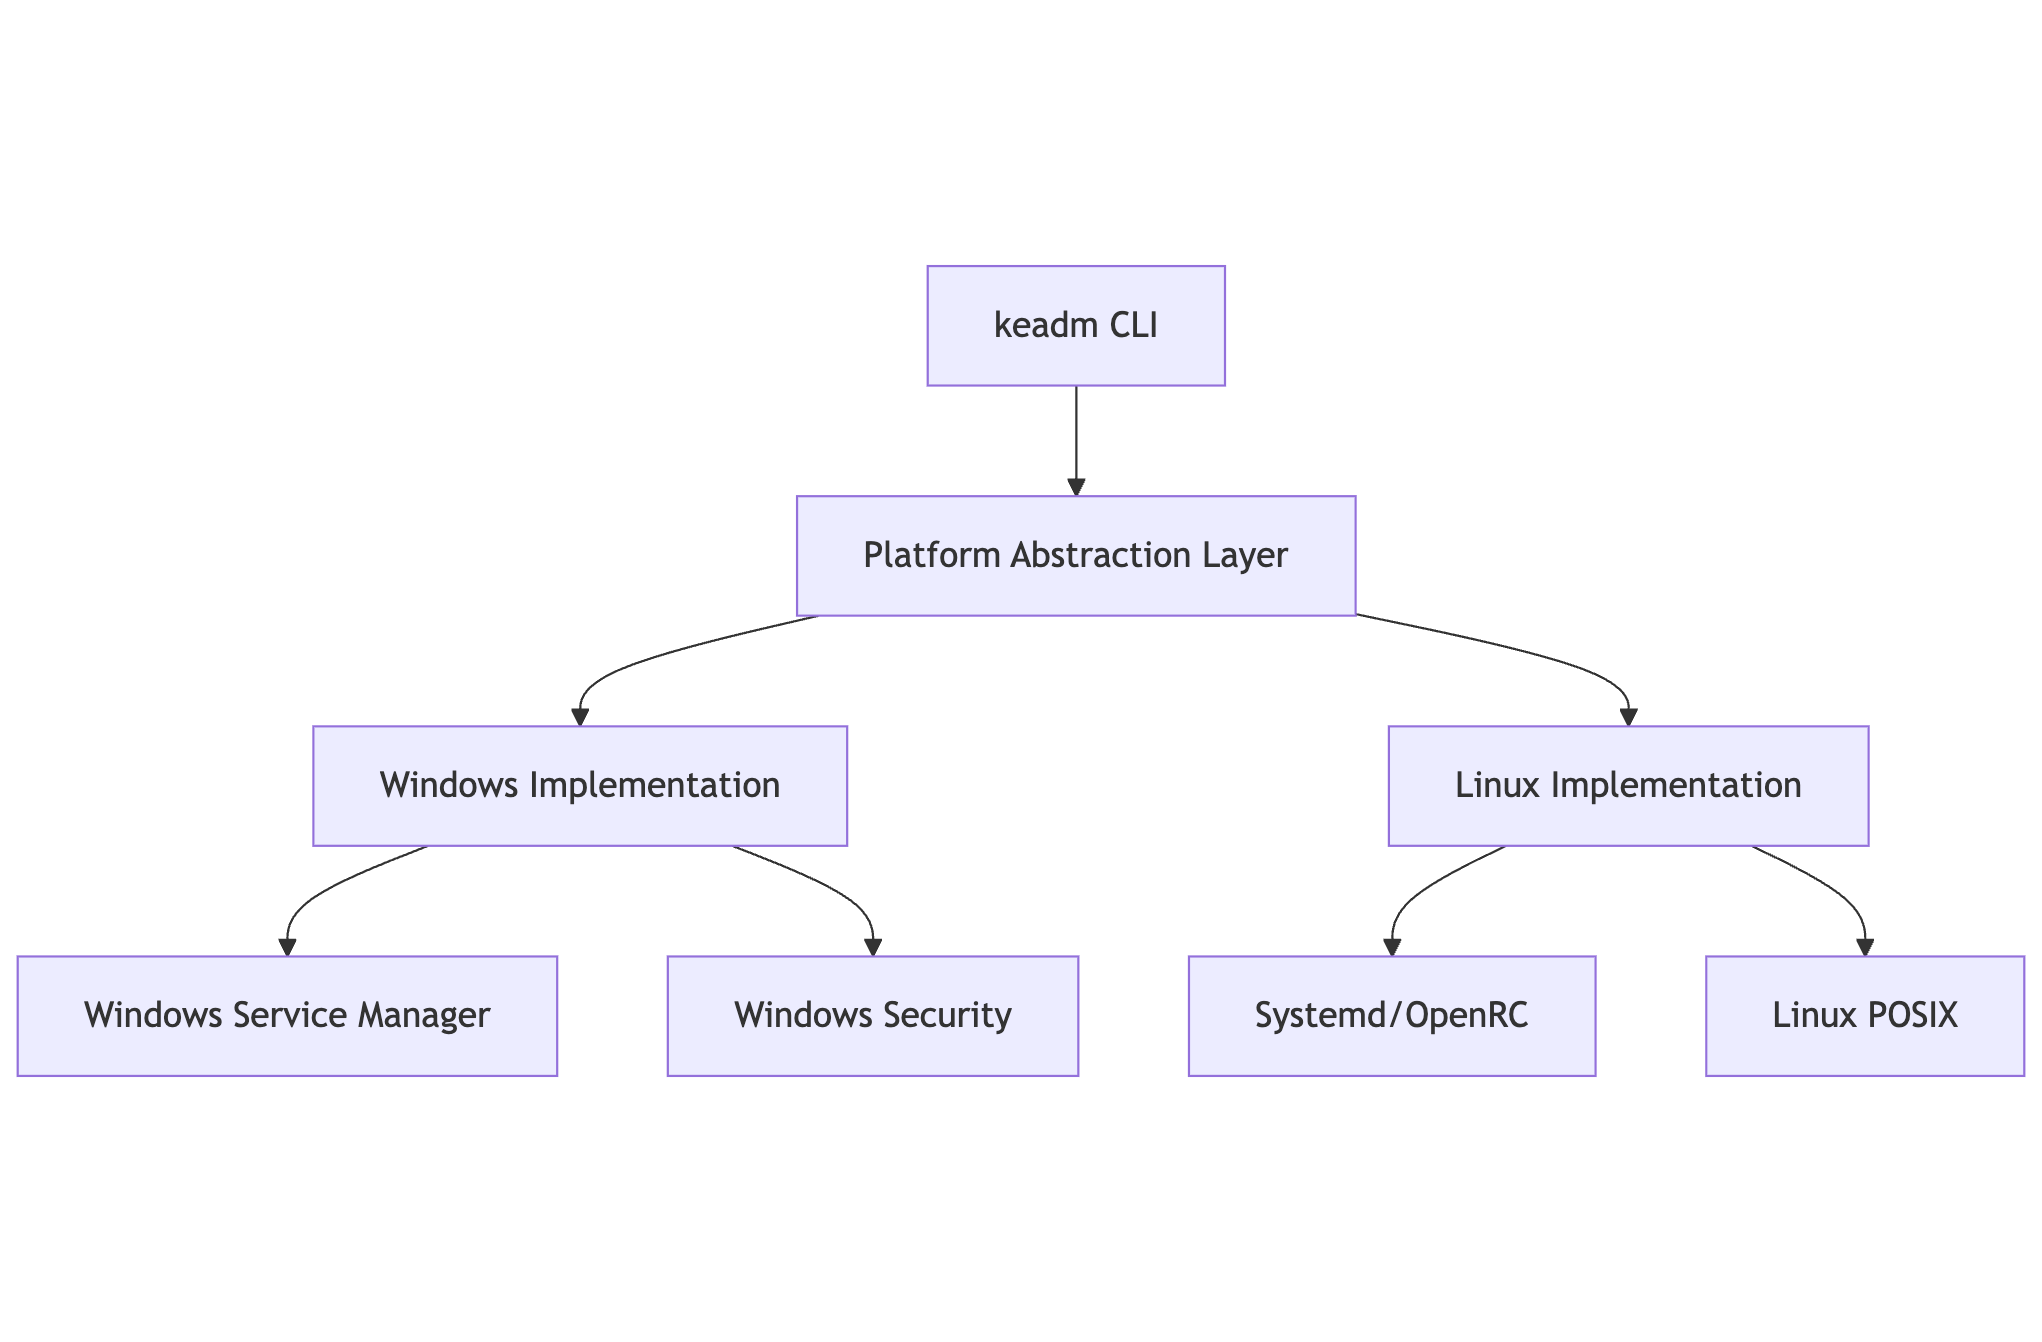 keadm CLI
Platform Abstraction Layer
Windows Implementation
Linux Implementation
Windows Service Manager
Windows Security
Systemd/OpenRC
Linux POSIX